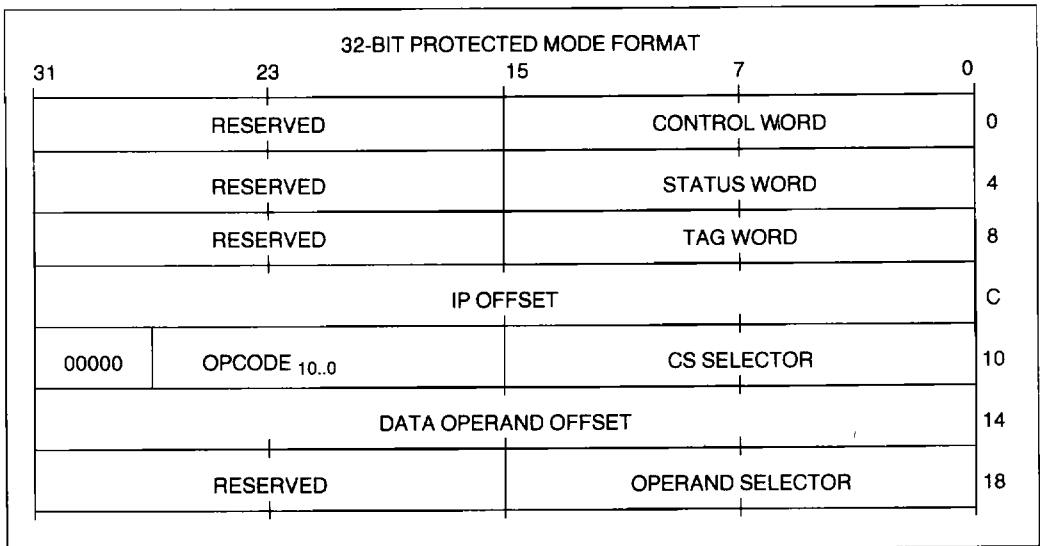 32-BIT PROTECTED MODE FORMAT
31 23 15 7 0
RESERVED CONTROL WORD 0
RESERVED STATUS WORD 4
RESERVED TAG WORD 8
IP OFFSET C
00000 OPCODE 10..0 CS SELECTOR 10
DATA OPERAND OFFSET 14
RESERVED OPERAND SELECTOR 18